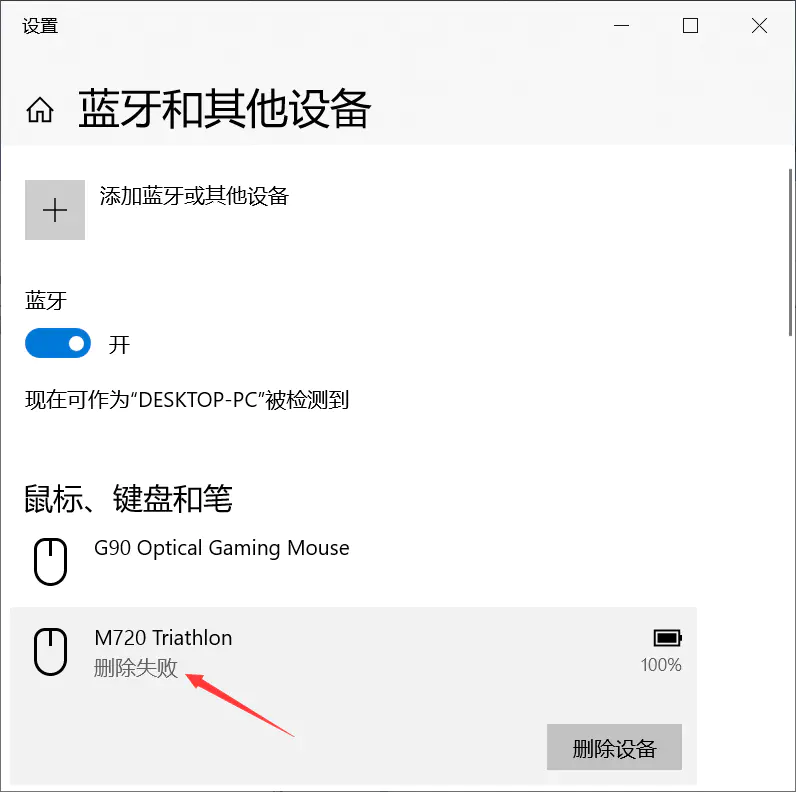 设置
蓝牙和其他设备
添加蓝牙或其他设备
蓝牙
开
现在可作为“DESKTOP-PC”被检测到
鼠标、键盘和笔
G90 Optical Gaming Mouse
M720 Triathlon
删除失败
100%
删除设备